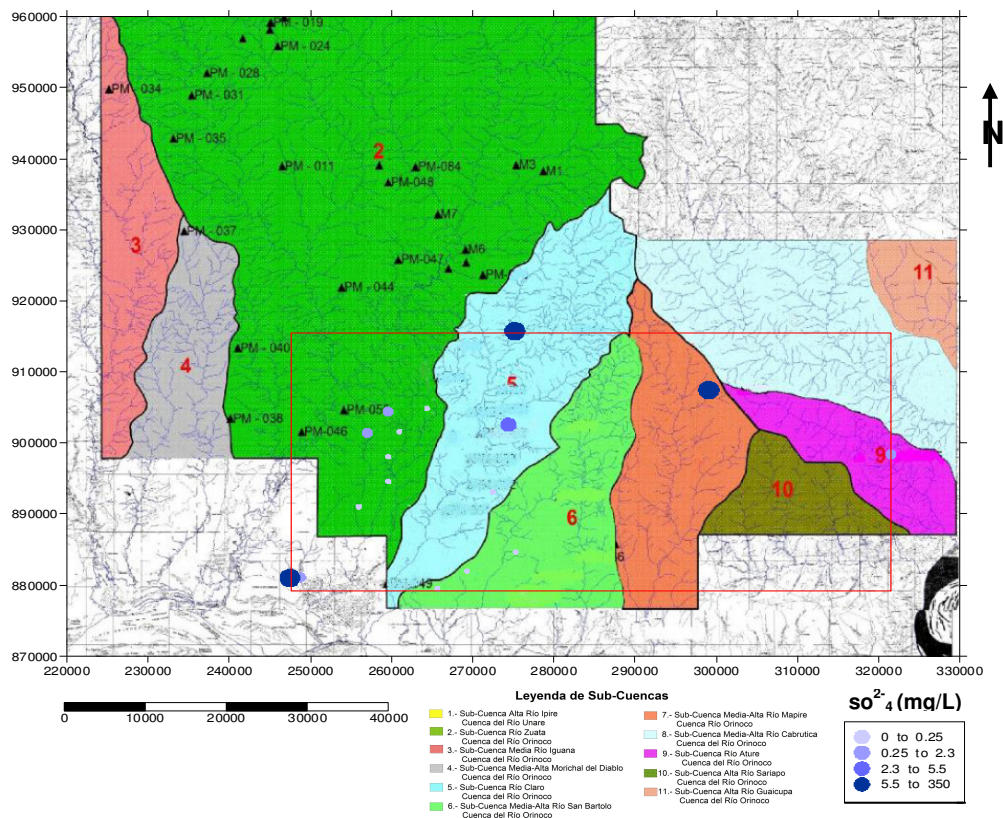 960000
950000
940000
930000
920000
910000
900000
890000
880000
870000
220000 230000 240000 250000 260000 270000 280000 290000 300000 310000 320000 330000
PM - 019
PM - 024
PM - 028
PM - 034
PM - 031
PM - 035
2
PM - 011
PM-084
M3
M1
PM-048
M7
3
PM - 037
M6
PM-047
11
PM - 044
PM - 040
4
5
PM - 038
PM-046
9
10
6
N
0 10000 20000 30000 40000
Leyenda de Sub-Cuencas
1.- Sub-Cuenca Alta Río Ipire
Cuenca del Río Unare
2.- Sub-Cuenca Río Zuata
Cuenca del Río Orinoco
3.- Sub-Cuenca Media Río Iguana
Cuenca del Río Orinoco
4.- Sub-Cuenca Media-Alta Morichal del Diablo
Cuenca del Río Orinoco
5.- Sub-Cuenca Río Claro
Cuenca del Río Orinoco
6.- Sub-Cuenca Media-Alta Río San Bartolo
Cuenca del Río Orinoco
7.- Sub-Cuenca Media-Alta Río Mapire
Cuenca Río Orinoco
8.- Sub-Cuenca Media-Alta Río Cabrutica
Cuenca del Río Orinoco
9.- Sub-Cuenca Río Ature
Cuenca del Río Orinoco
10.- Sub-Cuenca Alta Río Sariapo
Cuenca del Río Orinoco
11.- Sub-Cuenca Alta Río Guaicupa
Cuenca del Río Orinoco
so²⁻₄ (mg/L)
0 to 0.25
0.25 to 2.3
2.3 to 5.5
5.5 to 350